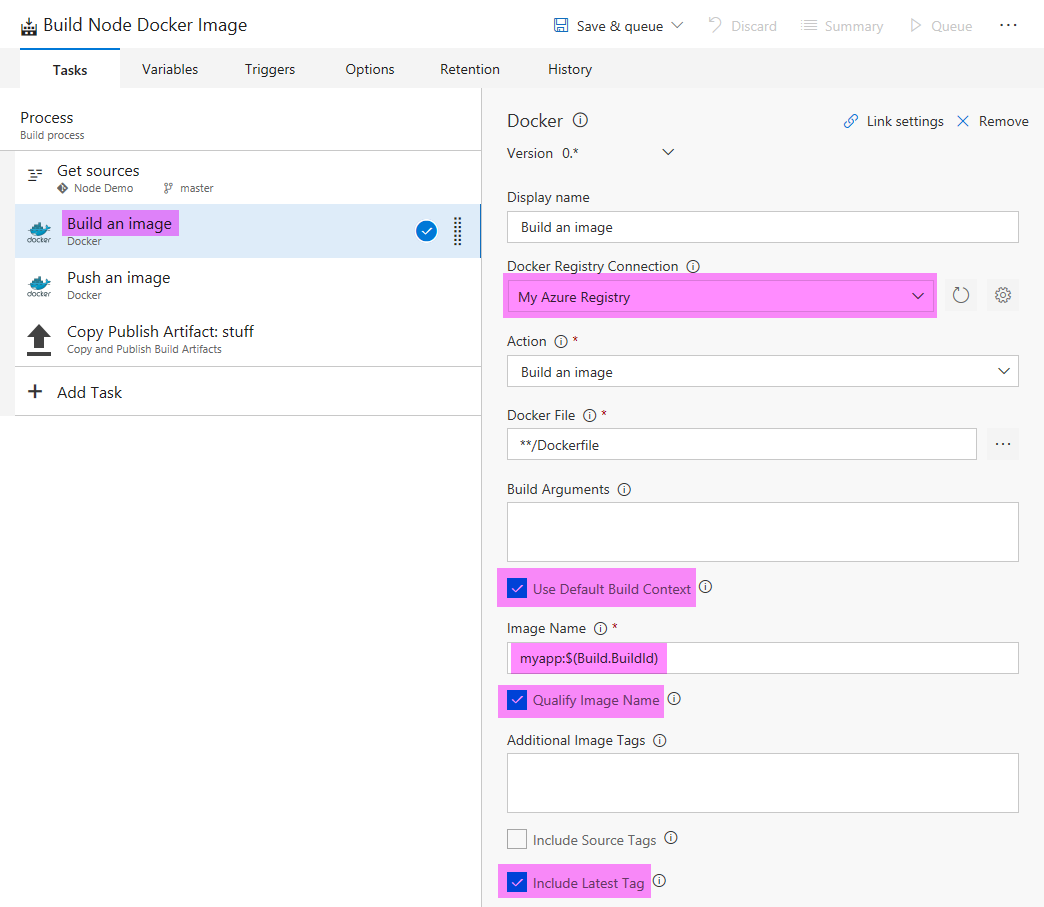 Build Node Docker Image
Save & queue Discard Summary Queue ...
Tasks Variables Triggers Options Retention History
Process
Build process
Get sources
Node Demo master
Build an image
docker Docker
Push an image
docker Docker
Copy Publish Artifact: stuff
Copy and Publish Build Artifacts
+ Add Task
Docker Link settings Remove
Version 0.*
Display name
Build an image
Docker Registry Connection
My Azure Registry
Action *
Build an image
Docker File *
**/Dockerfile ...
Build Arguments
Use Default Build Context
Image Name *
myapp:$(Build.BuildId)
Qualify Image Name
Additional Image Tags
Include Source Tags
Include Latest Tag